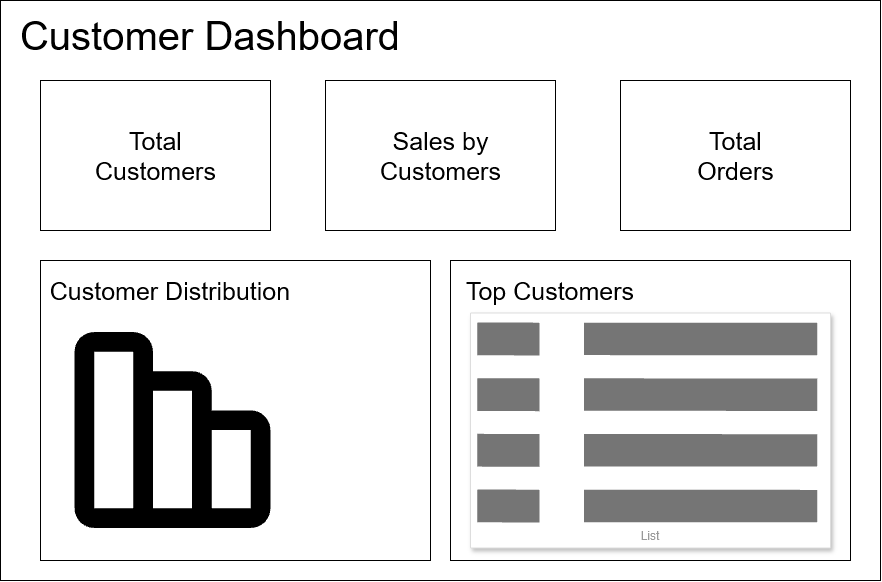 Customer Dashboard
Total
Customers
Sales by
Customers
Total
Orders
Customer Distribution
Top Customers
List